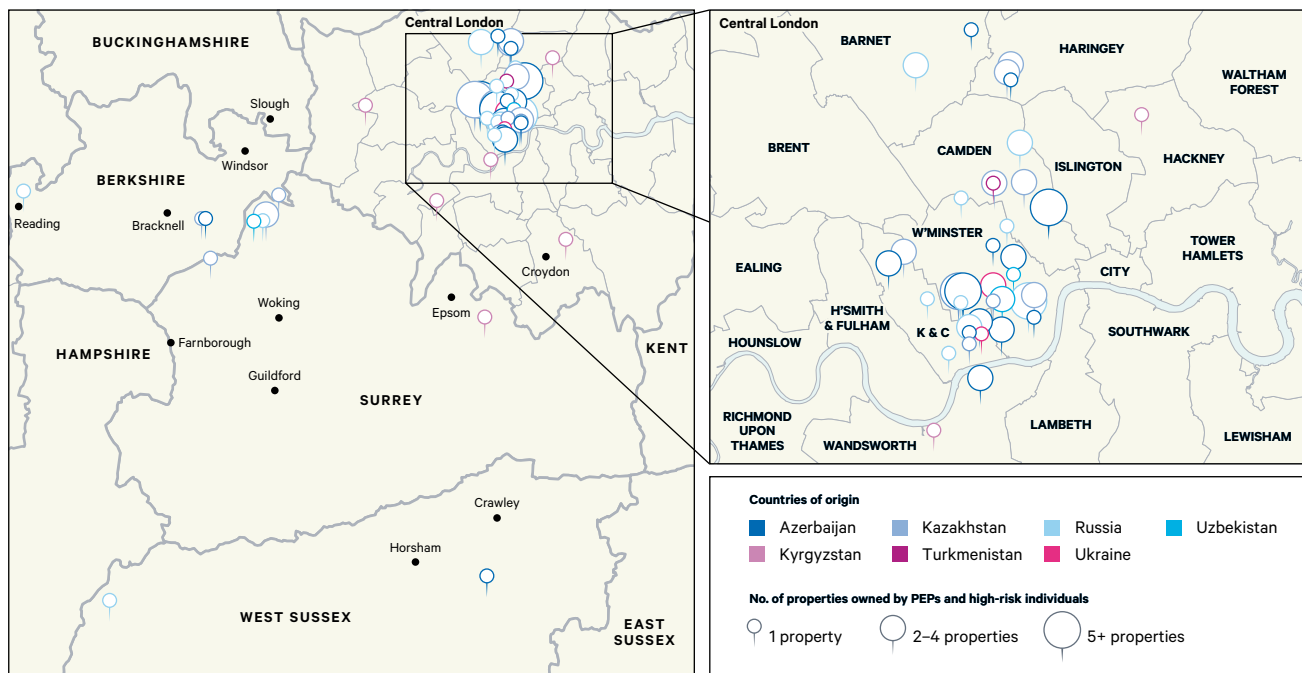 Central London
BUCKINGHAMSHIRE
Slough
Windsor
BERKSHIRE
Reading
Bracknell
Croydon
Epsom
Woking
HAMPSHIRE
Farnborough
KENT
Guildford
SURREY
Crawley
Horsham
WEST SUSSEX
EAST
SUSSEX
Central London
BARNET
HARINGEY
WALTHAM
FOREST
BRENT
CAMDEN
ISLINGTON
HACKNEY
W'MINSTER
TOWER
HAMLETS
EALING
CITY
H'SMITH
& FULHAM
K & C
SOUTHWARK
HOUNSLOW
RICHMOND
UPON
THAMES
WANDSWORTH
LAMBETH
LEWISHAM
Countries of origin
Azerbaijan
Kazakhstan
Russia
Uzbekistan
Kyrgyzstan
Turkmenistan
Ukraine
No. of properties owned by PEPs and high-risk individuals
1 property
2–4 properties
5+ properties